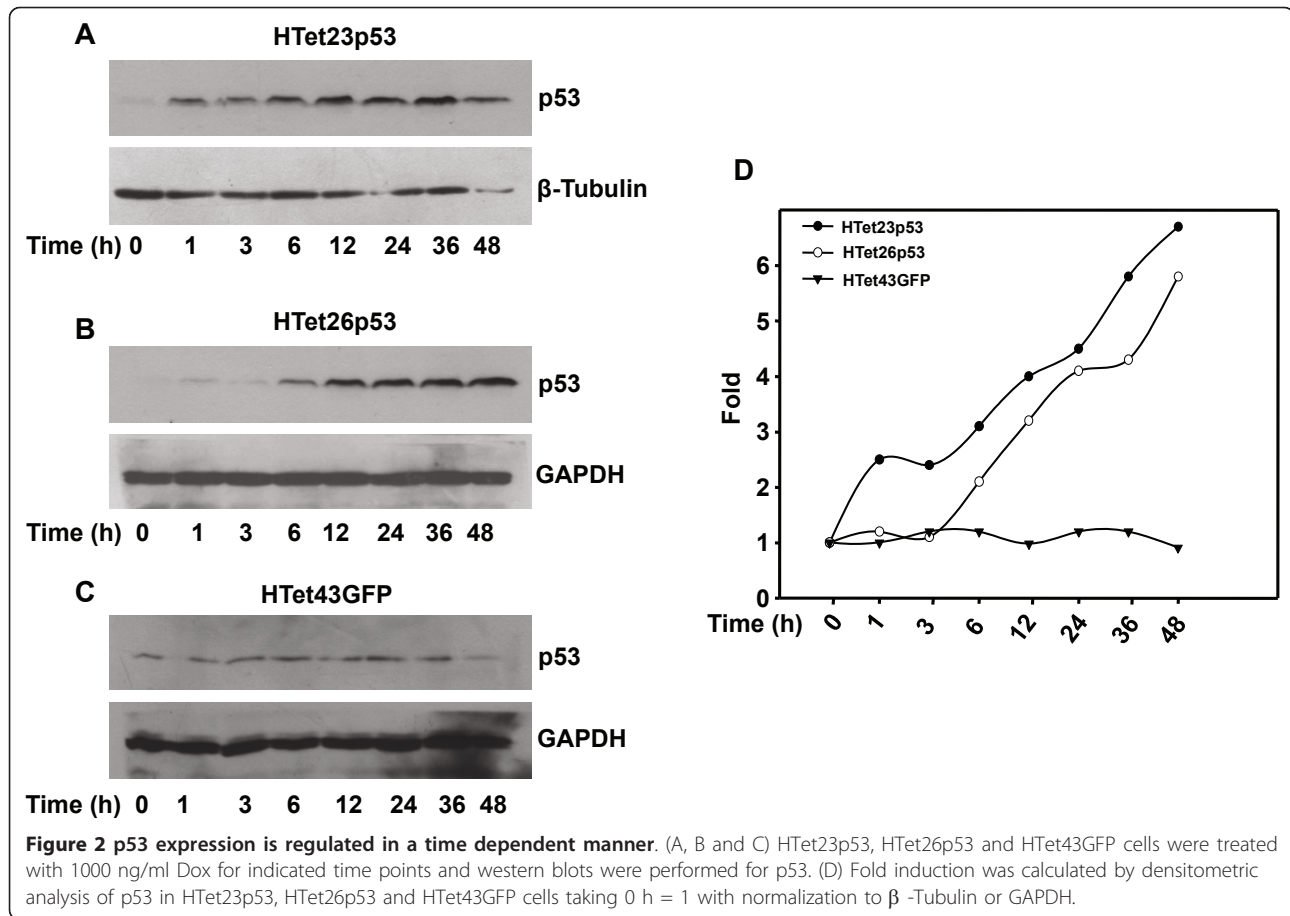 A
HTet23p53
p53
β-Tubulin
Time (h) 0 1 3 6 12 24 36 48
B
HTet26p53
p53
GAPDH
0 1 3 6 12 24 36 48
C
HTet43GFP
p53
GAPDH
Time (h) 0 1 3 6 12 24 36 48
D
HTet23p53
HTet26p53
HTet43GFP
6
5
4
3
2
1
0
Fold
Time (h) 0 1 3 6 12 24 36 48
Figure 2 p53 expression is regulated in a time dependent manner. (A, B and C) HTet23p53, HTet26p53 and HTet43GFP cells were treated
with 1000 ng/ml Dox for indicated time points and western blots were performed for p53. (D) Fold induction was calculated by densitometric
analysis of p53 in HTet23p53, HTet26p53 and HTet43GFP cells taking 0 h = 1 with normalization to β -Tubulin or GAPDH.